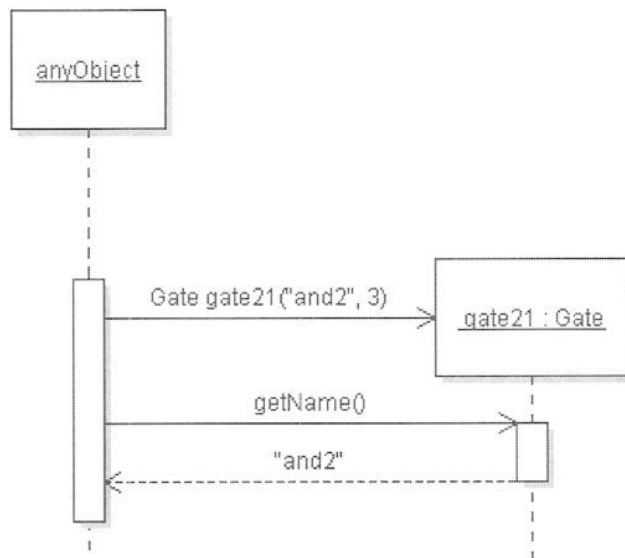 anyObject
Gate gate21("and2", 3)
gate21 : Gate
getName()
"and2"